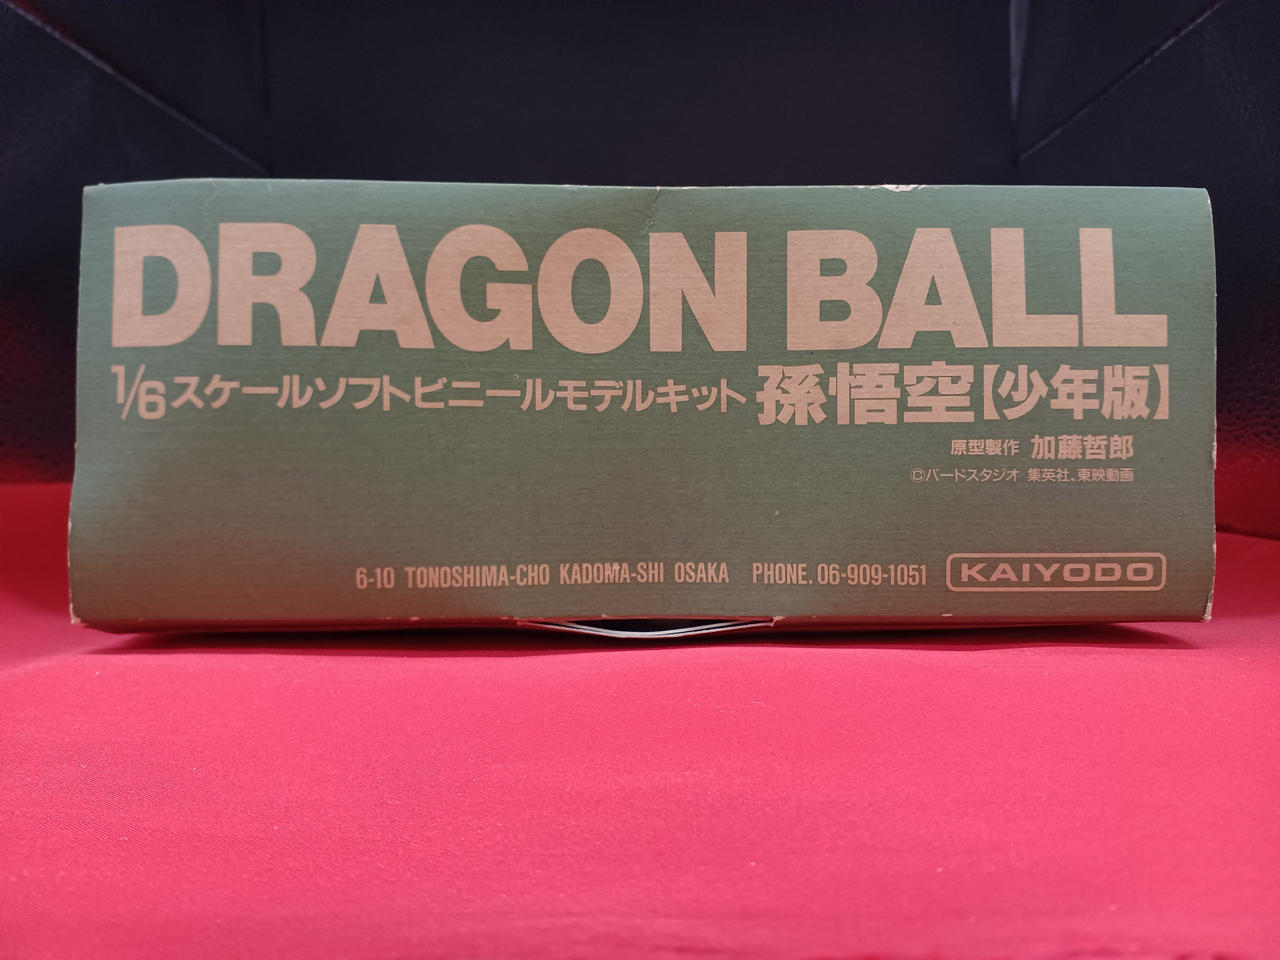 DRAGON BALL
1/6スケールソフトビニールモデルキット 孫悟空【少年版】
原型製作 加藤哲郎
©バードスタジオ 集英社、東映動画
6-10 TONOSHIMA-CHO KADOMA-SHI OSAKA PHONE. 06-909-1051 KAIYODO